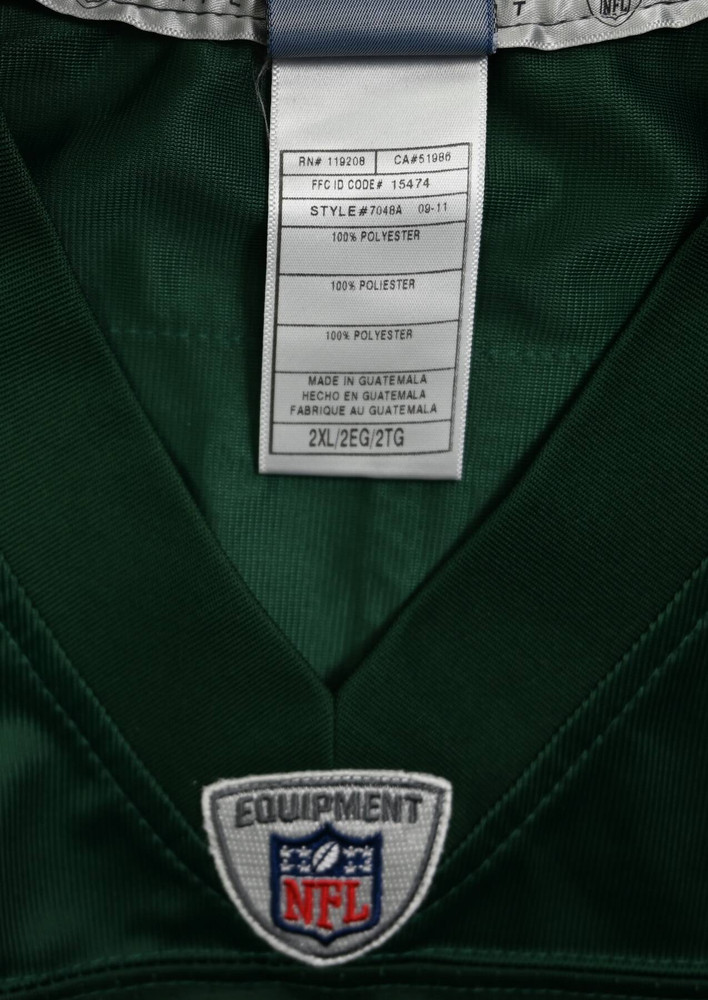 NFL
T
RN# 119208 CA#51986
FFC ID CODE# 15474
STYLE#7048A 09-11
100% POLYESTER
100% POLIESTER
100% POLYESTER
MADE IN GUATEMALA
HECHO EN GUATEMALA
FABRIQUE AU GUATEMALA
2XL/2EG/2TG
EQUIPMENT
NFL